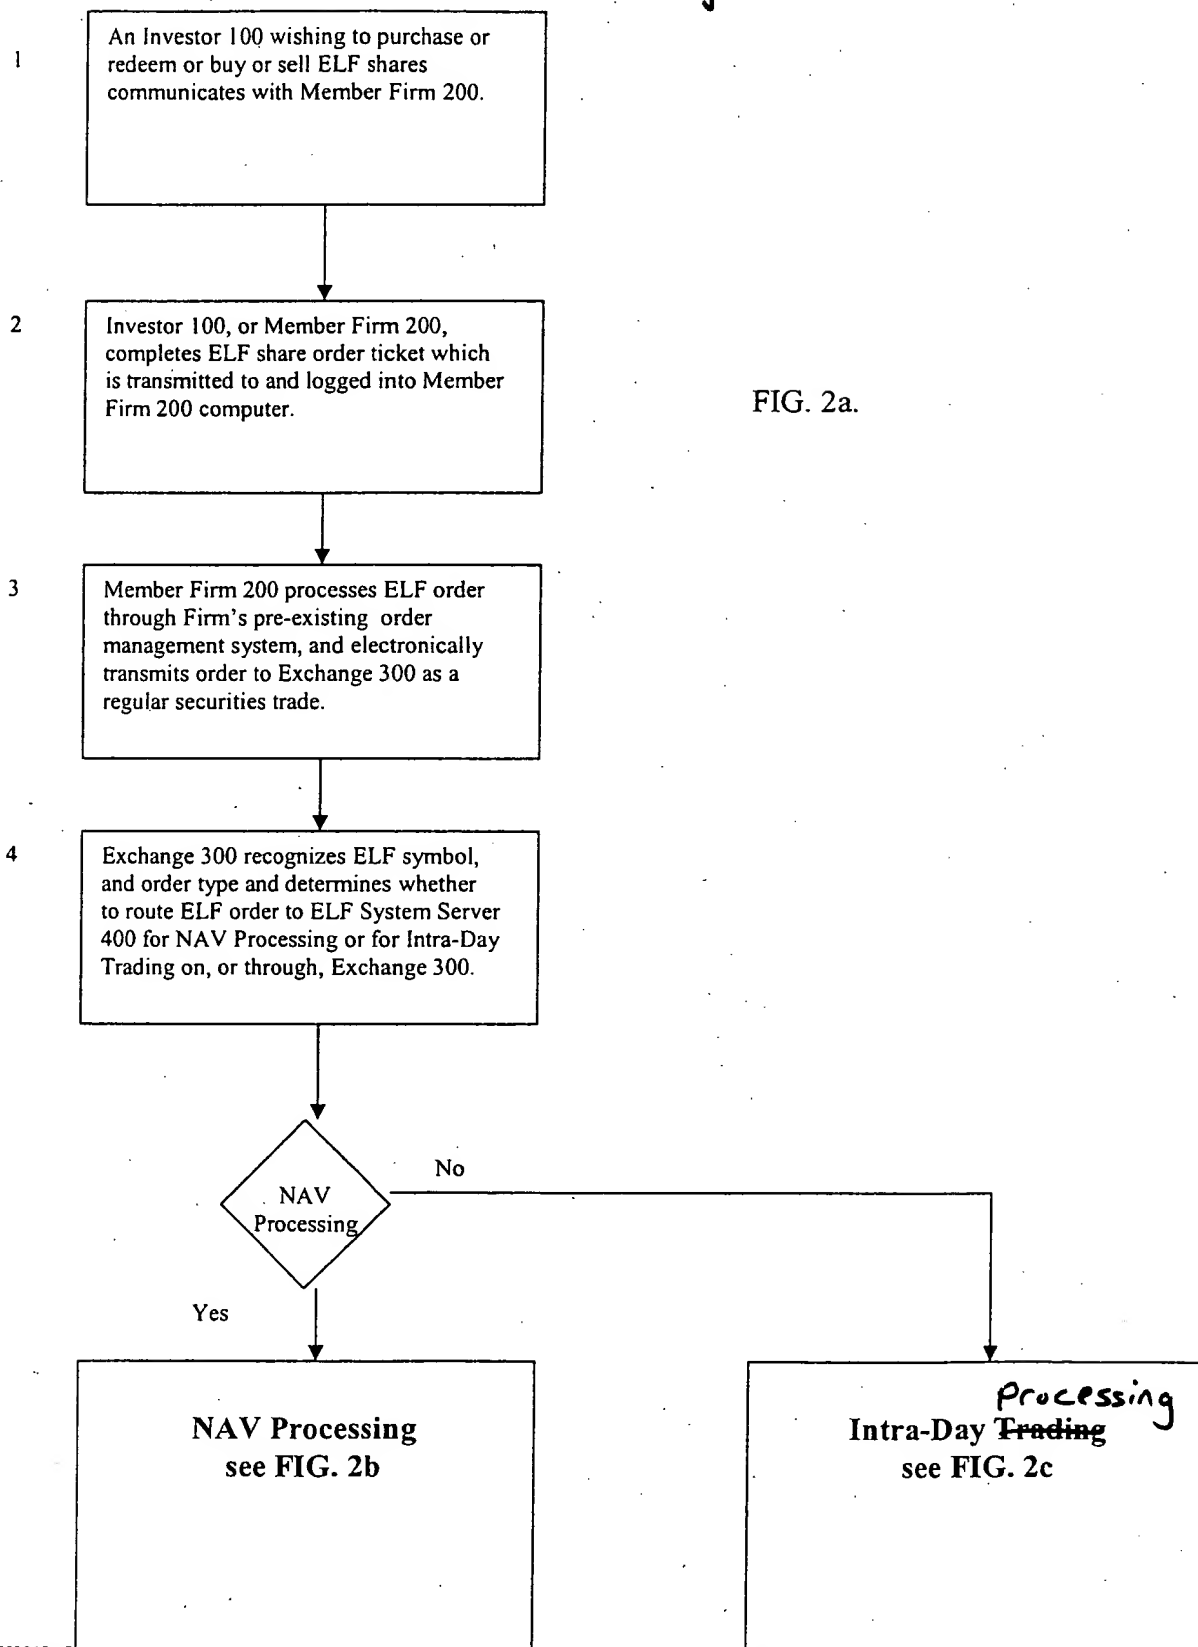 1
An Investor 100 wishing to purchase or
redeem or buy or sell ELF shares
communicates with Member Firm 200.
2
Investor 100, or Member Firm 200,
completes ELF share order ticket which
is transmitted to and logged into Member
Firm 200 computer.
FIG. 2a.
3
Member Firm 200 processes ELF order
through Firm's pre-existing order
management system, and electronically
transmits order to Exchange 300 as a
regular securities trade.
4
Exchange 300 recognizes ELF symbol,
and order type and determines whether
to route ELF order to ELF System Server
400 for NAV Processing or for Intra-Day
Trading on, or through, Exchange 300.
No
NAV
Processing
Yes
NAV Processing
see FIG. 2b
Processing
Intra-Day Trading
see FIG. 2c